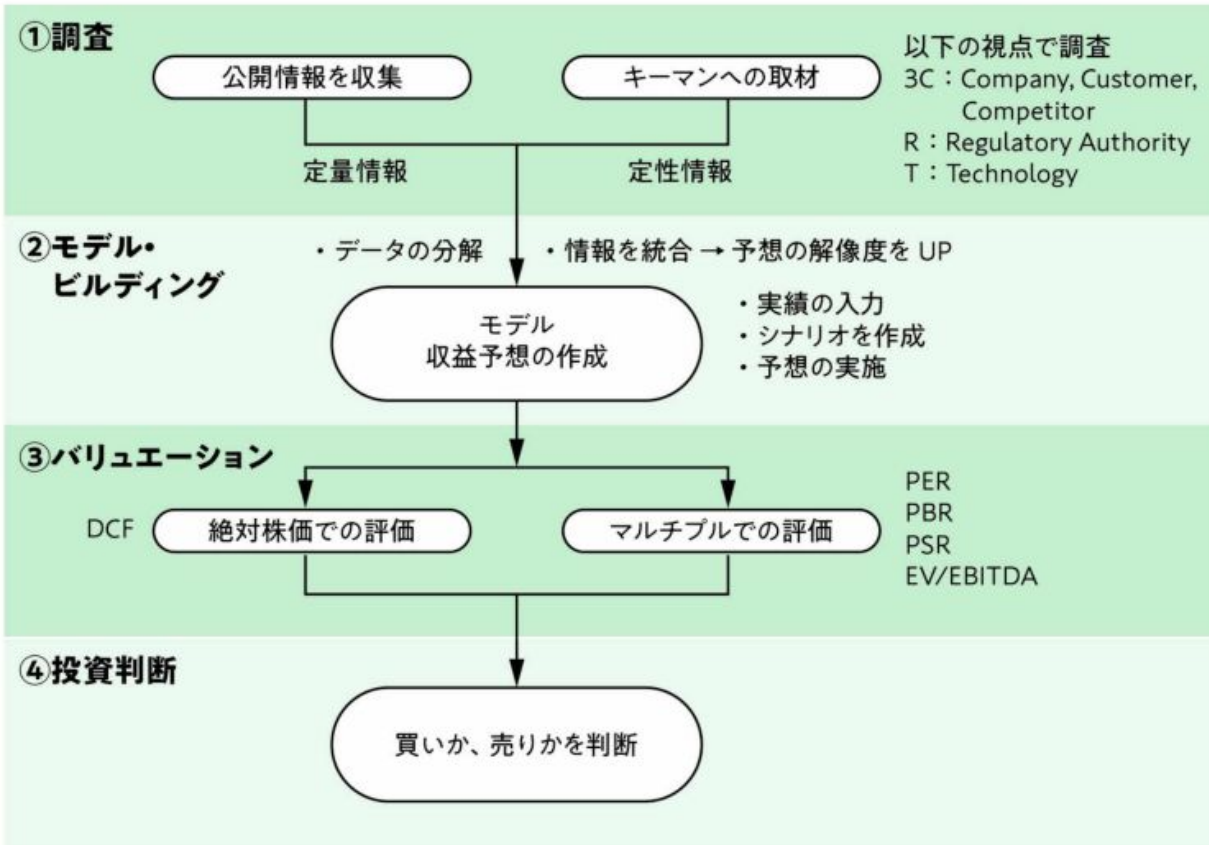 ①調査
公開情報を収集
キーマンへの取材
以下の視点で調査
3C：Company, Customer,
Competitor
R：Regulatory Authority
T：Technology
定量情報
定性情報
②モデル・
ビルディング
・データの分解
・情報を統合→予想の解像度を UP
モデル
収益予想の作成
・実績の入力
・シナリオを作成
・予想の実施
③バリュエーション
DCF
絶対株価での評価
マルチプルでの評価
PER
PBR
PSR
EV/EBITDA
④投資判断
買いか、売りかを判断